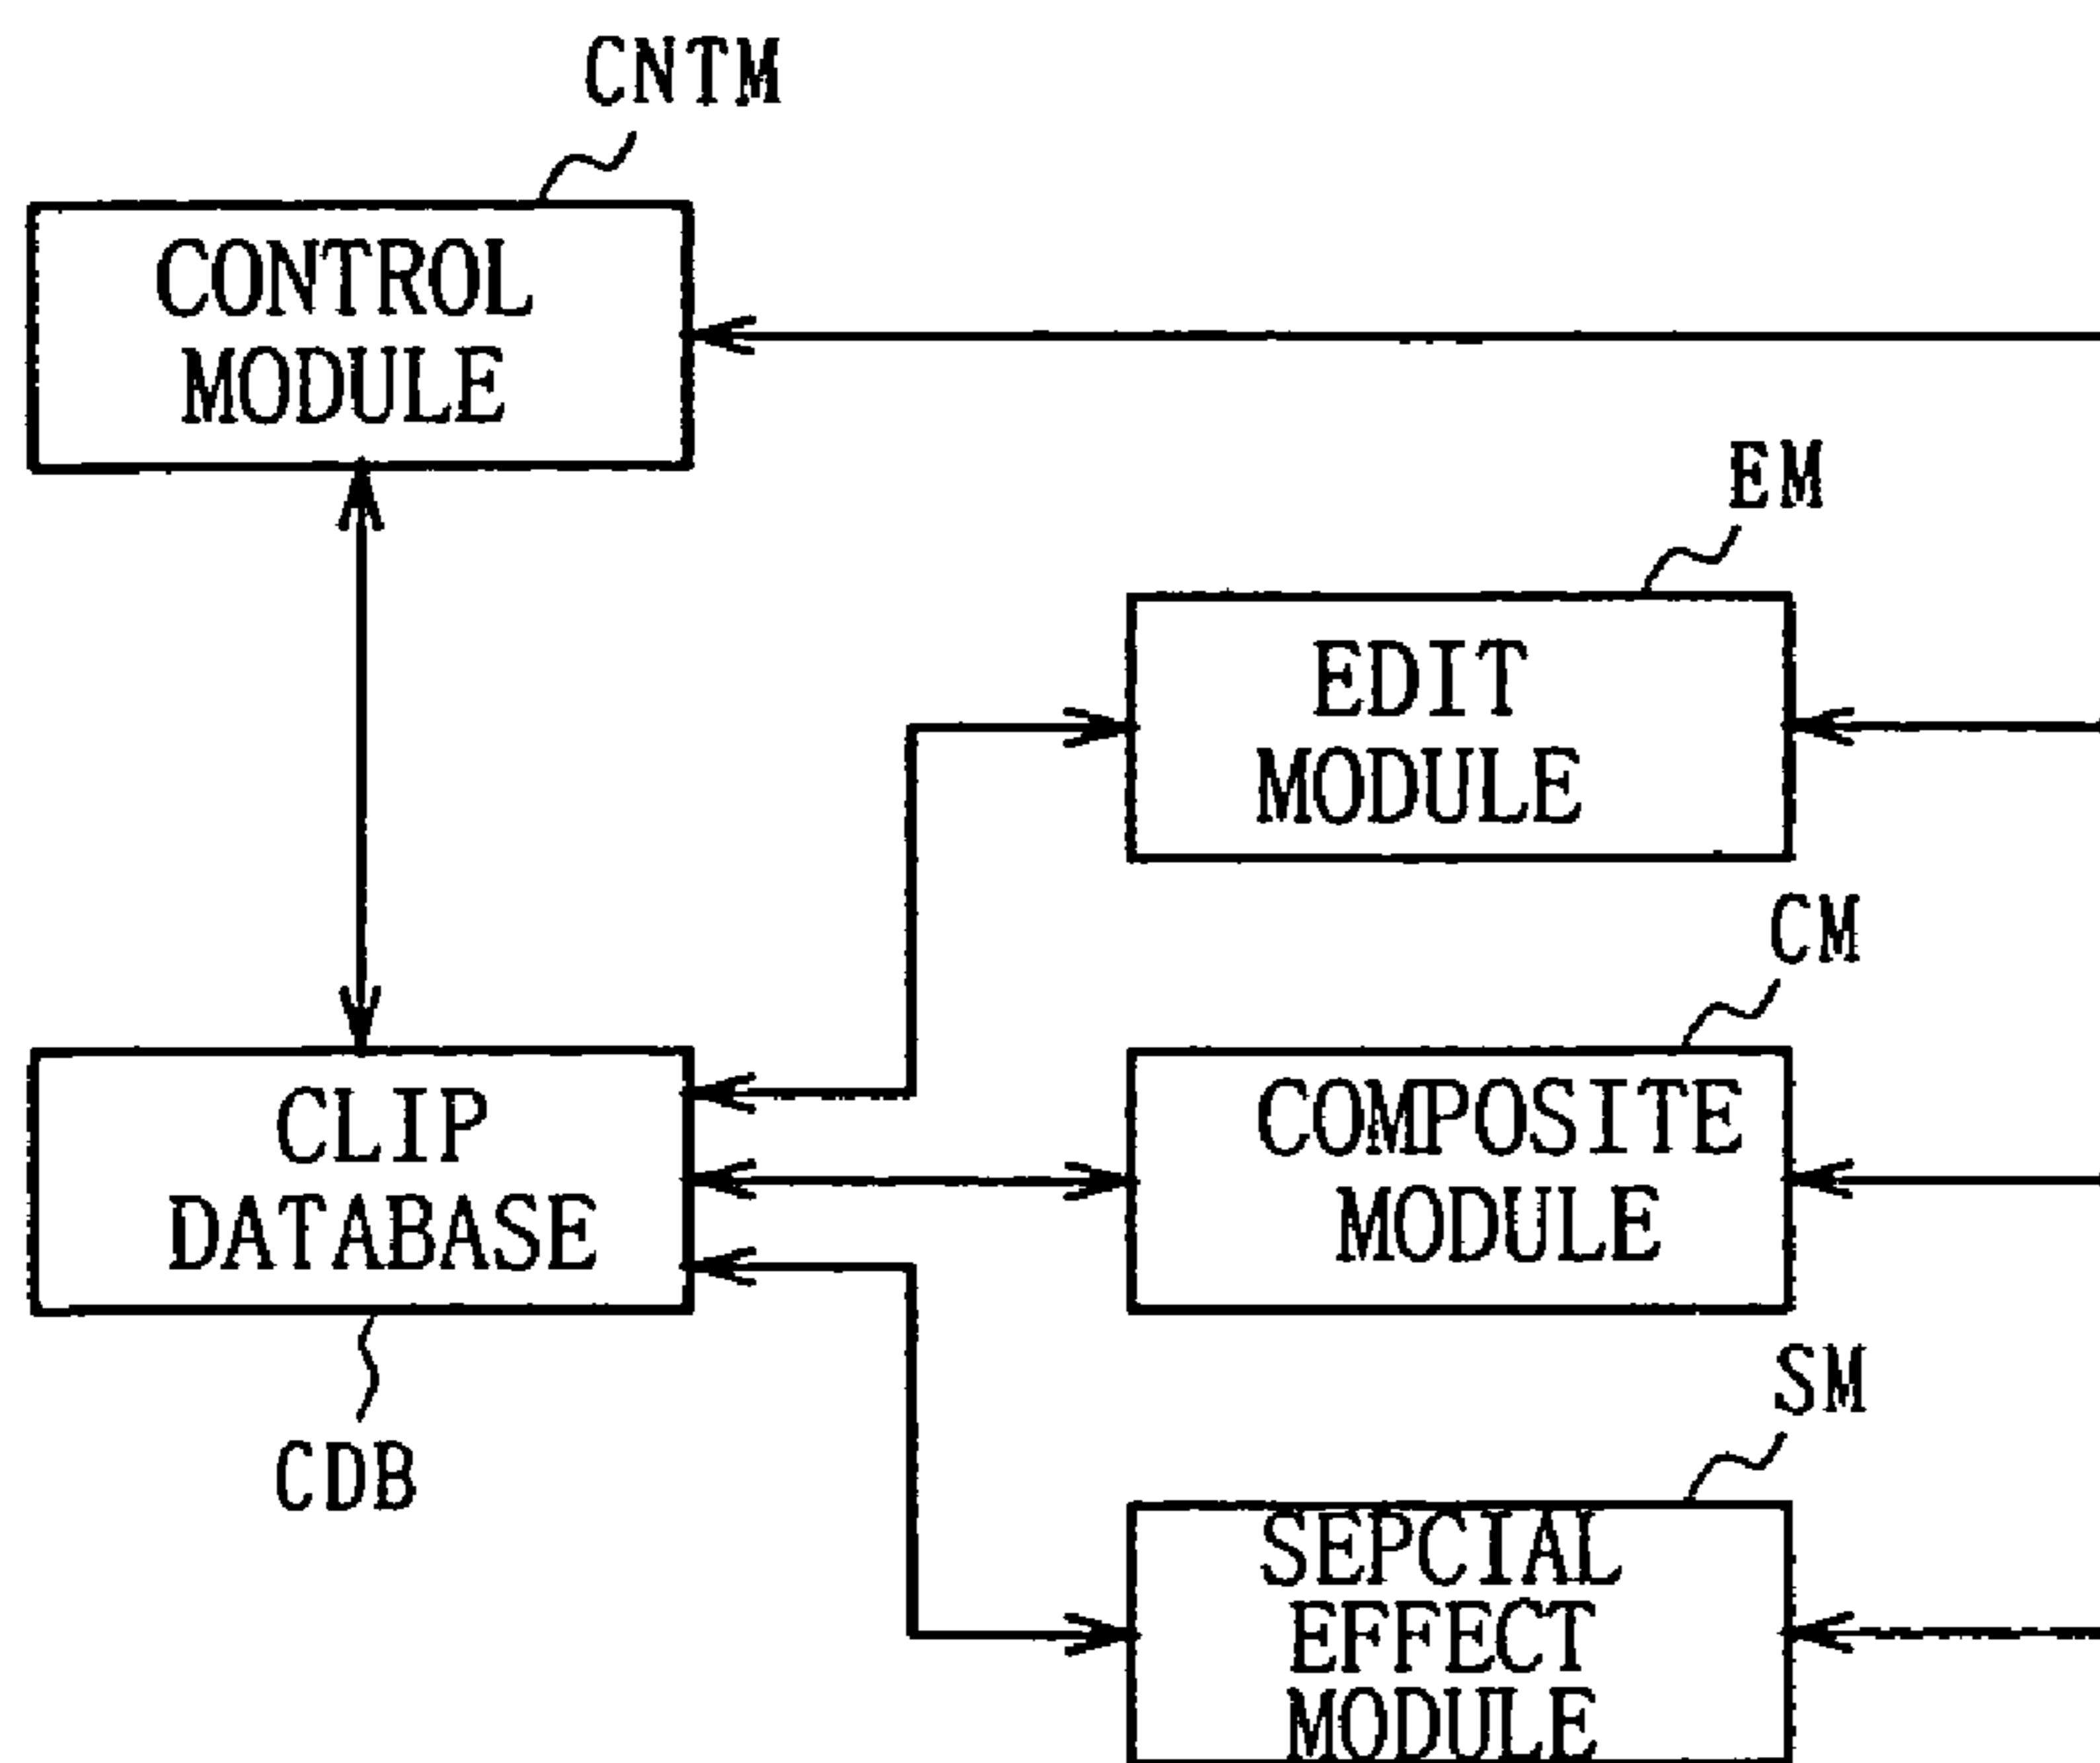 CNTM
CONTROL
MODULE
EM
EDIT
MODULE
CM
CLIP
DATABASE
COMPOSITE
MODULE
CDB
SM
SEPCIAL
EFFECT
MODULE